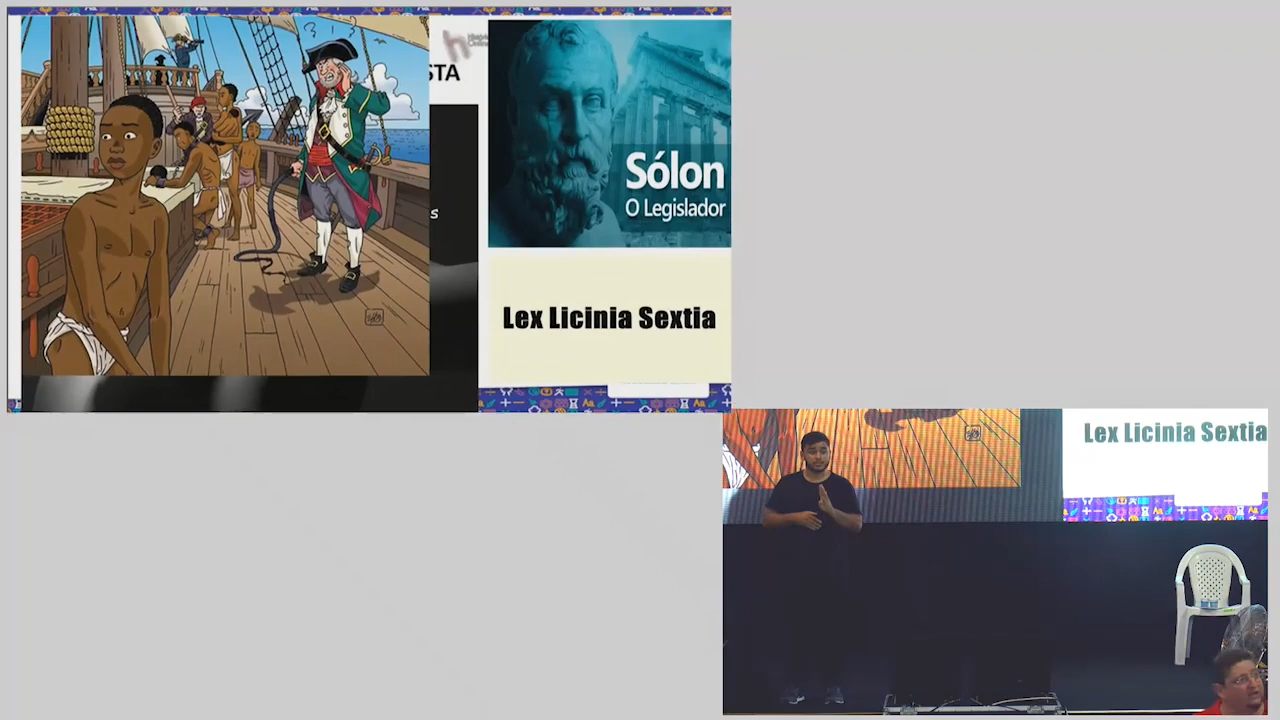 STA
s
Sólon
O Legislador
Lex Licinia Sextia
Lex Licinia Sextia